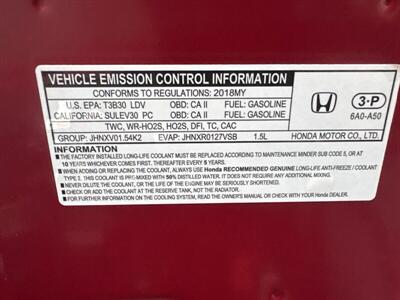 VEHICLE EMISSION CONTROL INFORMATION
CONFORMS TO REGULATIONS: 2018MY
U.S. EPA: T3B30 LDV OBD: CA II FUEL: GASOLINE
CALIFORNIA: SULEV30 PC OBD: CA II FUEL: GASOLINE
TWC, WR-HO2S, HO2S, DFI, TC, CAC
GROUP: JHNXV01.54K2 EVAP: JHNXR0127VSB 1.5L
3-P
6A0-A50
HONDA MOTOR CO., LTD.
INFORMATION
• THE FACTORY INSTALLED LONG-LIFE COOLANT MUST BE REPLACED ACCORDING TO MAINTENANCE MINDER SUB CODE 5, OR AT
10 YEARS WHICHEVER COMES FIRST. THEREAFTER, REPLACE EVERY 5 YEARS.
• WHEN ADDING OR REPLACING THE COOLANT, ALWAYS USE Honda RECOMMENDED GENUINE LONG-LIFE ANTI-FREEZE / COOLANT
TYPE 2. THIS COOLANT IS PRE-MIXED WITH 50% DISTILLED WATER. IT DOES NOT REQUIRE ANY ADDITIONAL MIXING.
• NEVER DILUTE THE COOLANT, OR THE LIFE OF THE ENGINE MAY BE SERIOUSLY SHORTENED.
• CHECK THE COOLANT AT THE RESERVE TANK, NOT AT THE RADIATOR.
• FOR FURTHER INFORMATION ON THE COOLING SYSTEM, READ THE OWNER'S MANUAL OR CHECK WITH YOUR Honda DEALER.